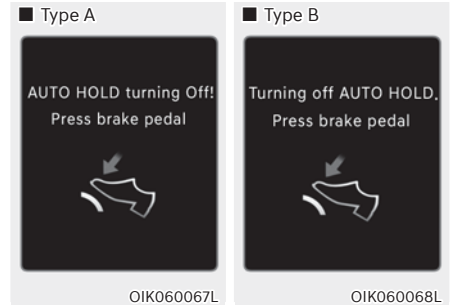 ■ Type A
AUTO HOLD turning Off!
Press brake pedal
OIK060067L
■ Type B
Turning off AUTO HOLD.
Press brake pedal
OIK060068L